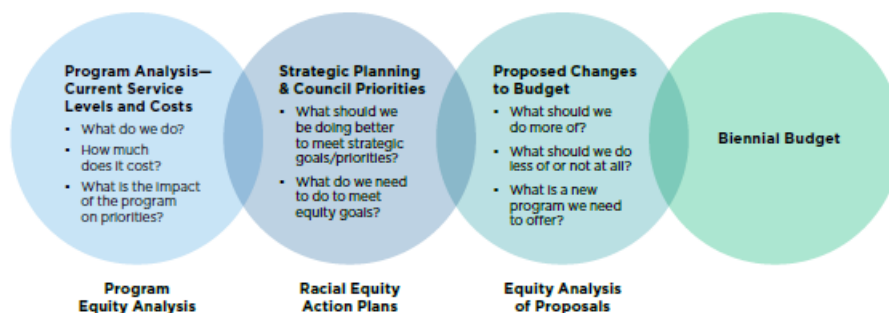 Program Analysis—
Current Service
Levels and Costs
• What do we do?
• How much
does it cost?
• What is the impact
of the program
on priorities?
Strategic Planning
& Council Priorities
• What should we
be doing better
to meet strategic
goals/priorities?
• What do we need
to do to meet
equity goals?
Proposed Changes
to Budget
• What should we
do more of?
• What should we do
less of or not at all?
• What is a new
program we need
to offer?
Biennial Budget
Program
Equity Analysis
Racial Equity
Action Plans
Equity Analysis
of Proposals